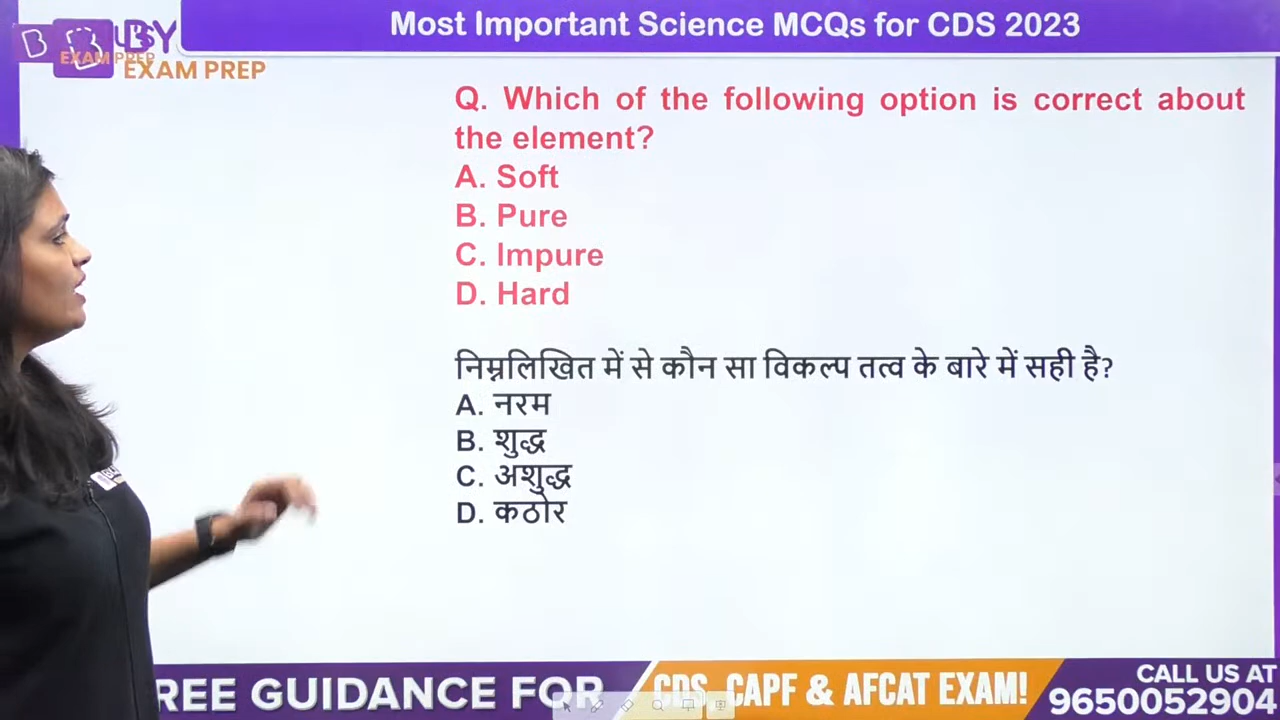 Most Important Science MCQs for CDS 2023
EXAM PREP
EXAM PREP
Q. Which of the following option is correct about
the element?
A. Soft
B. Pure
C. Impure
D. Hard
निम्नलिखित में से कौन सा विकल्प तत्व के बारे में सही है?
A. नरम
B. शुद्ध
C. अशुद्ध
D. कठोर
REE GUIDANCE FOR
CDS, CAPF & AFCAT EXAM!
CALL US AT
9650052904